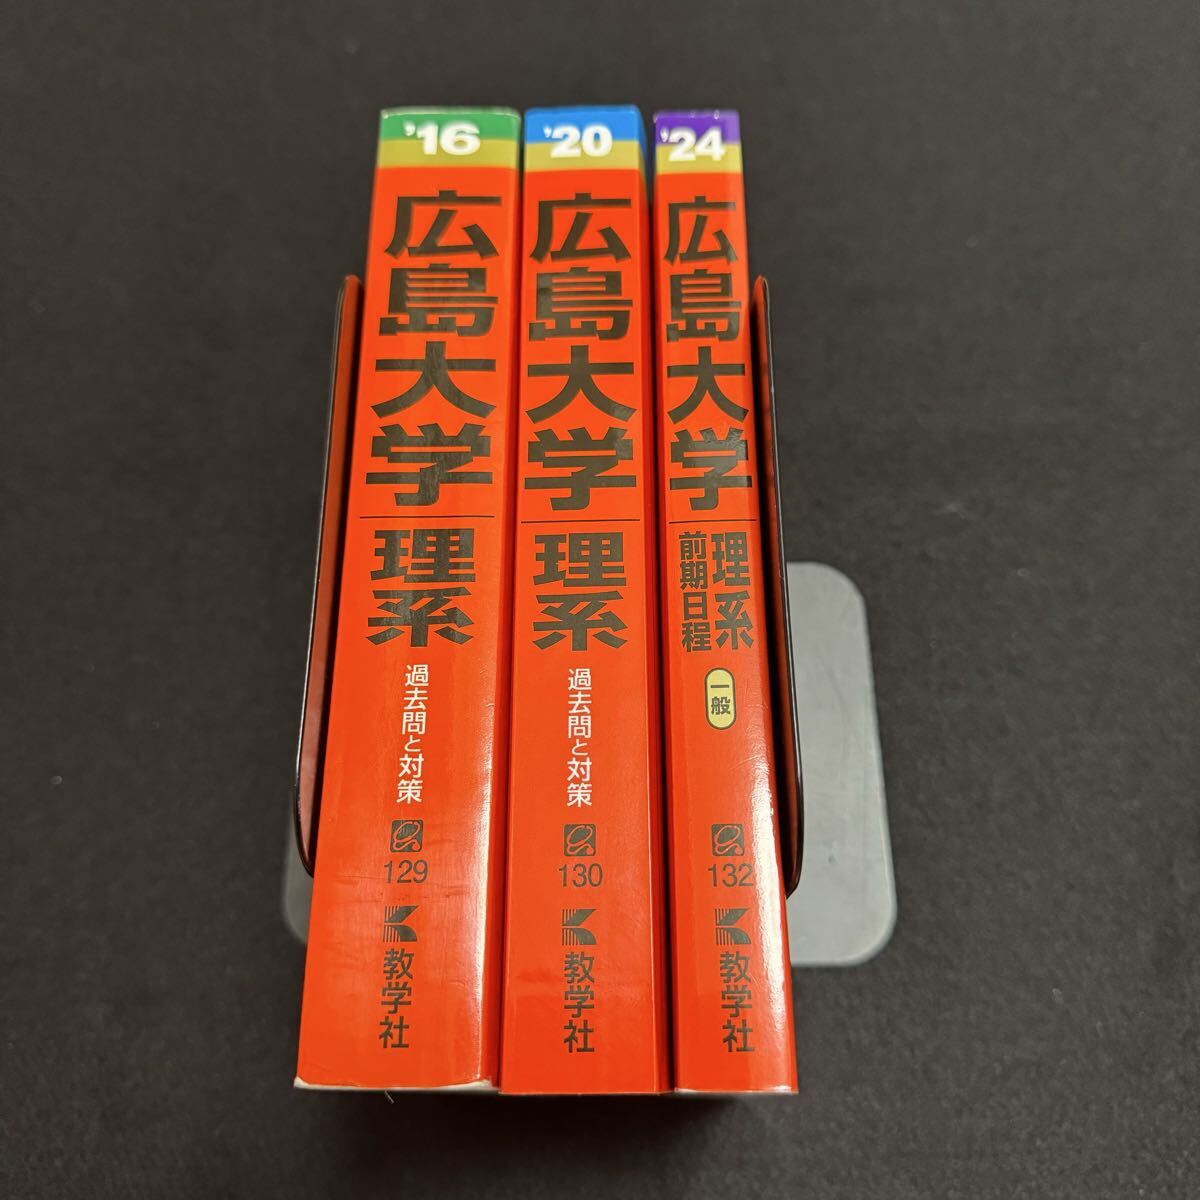 '16
広島大学
理系
過去問と対策
129
教学社
'20
広島大学
理系
過去問と対策
130
教学社
'24
広島大学
理系
前期日程
一般
132
教学社